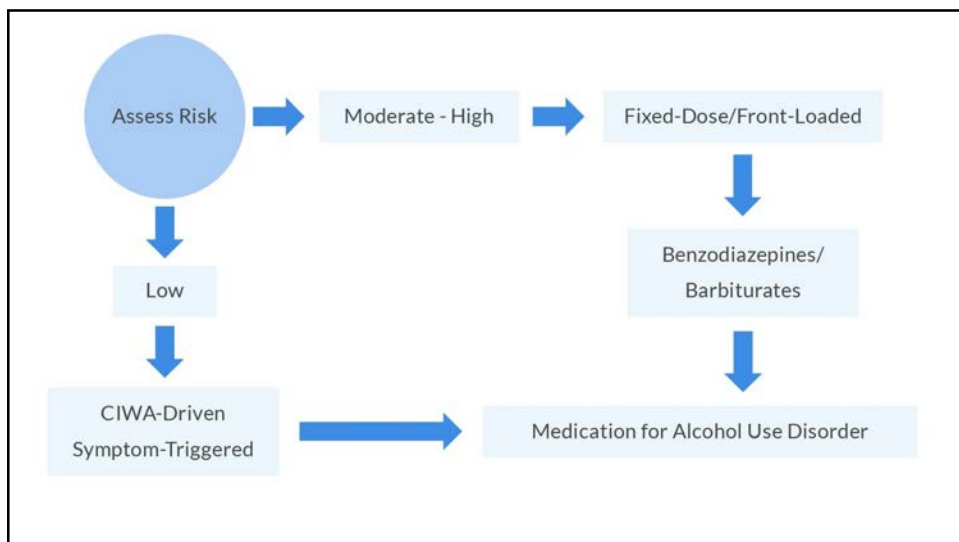 Assess Risk
Moderate - High
Fixed-Dose/Front-Loaded
Benzodiazepines/
Barbiturates
Low
CIWA-Driven
Symptom-Triggered
Medication for Alcohol Use Disorder